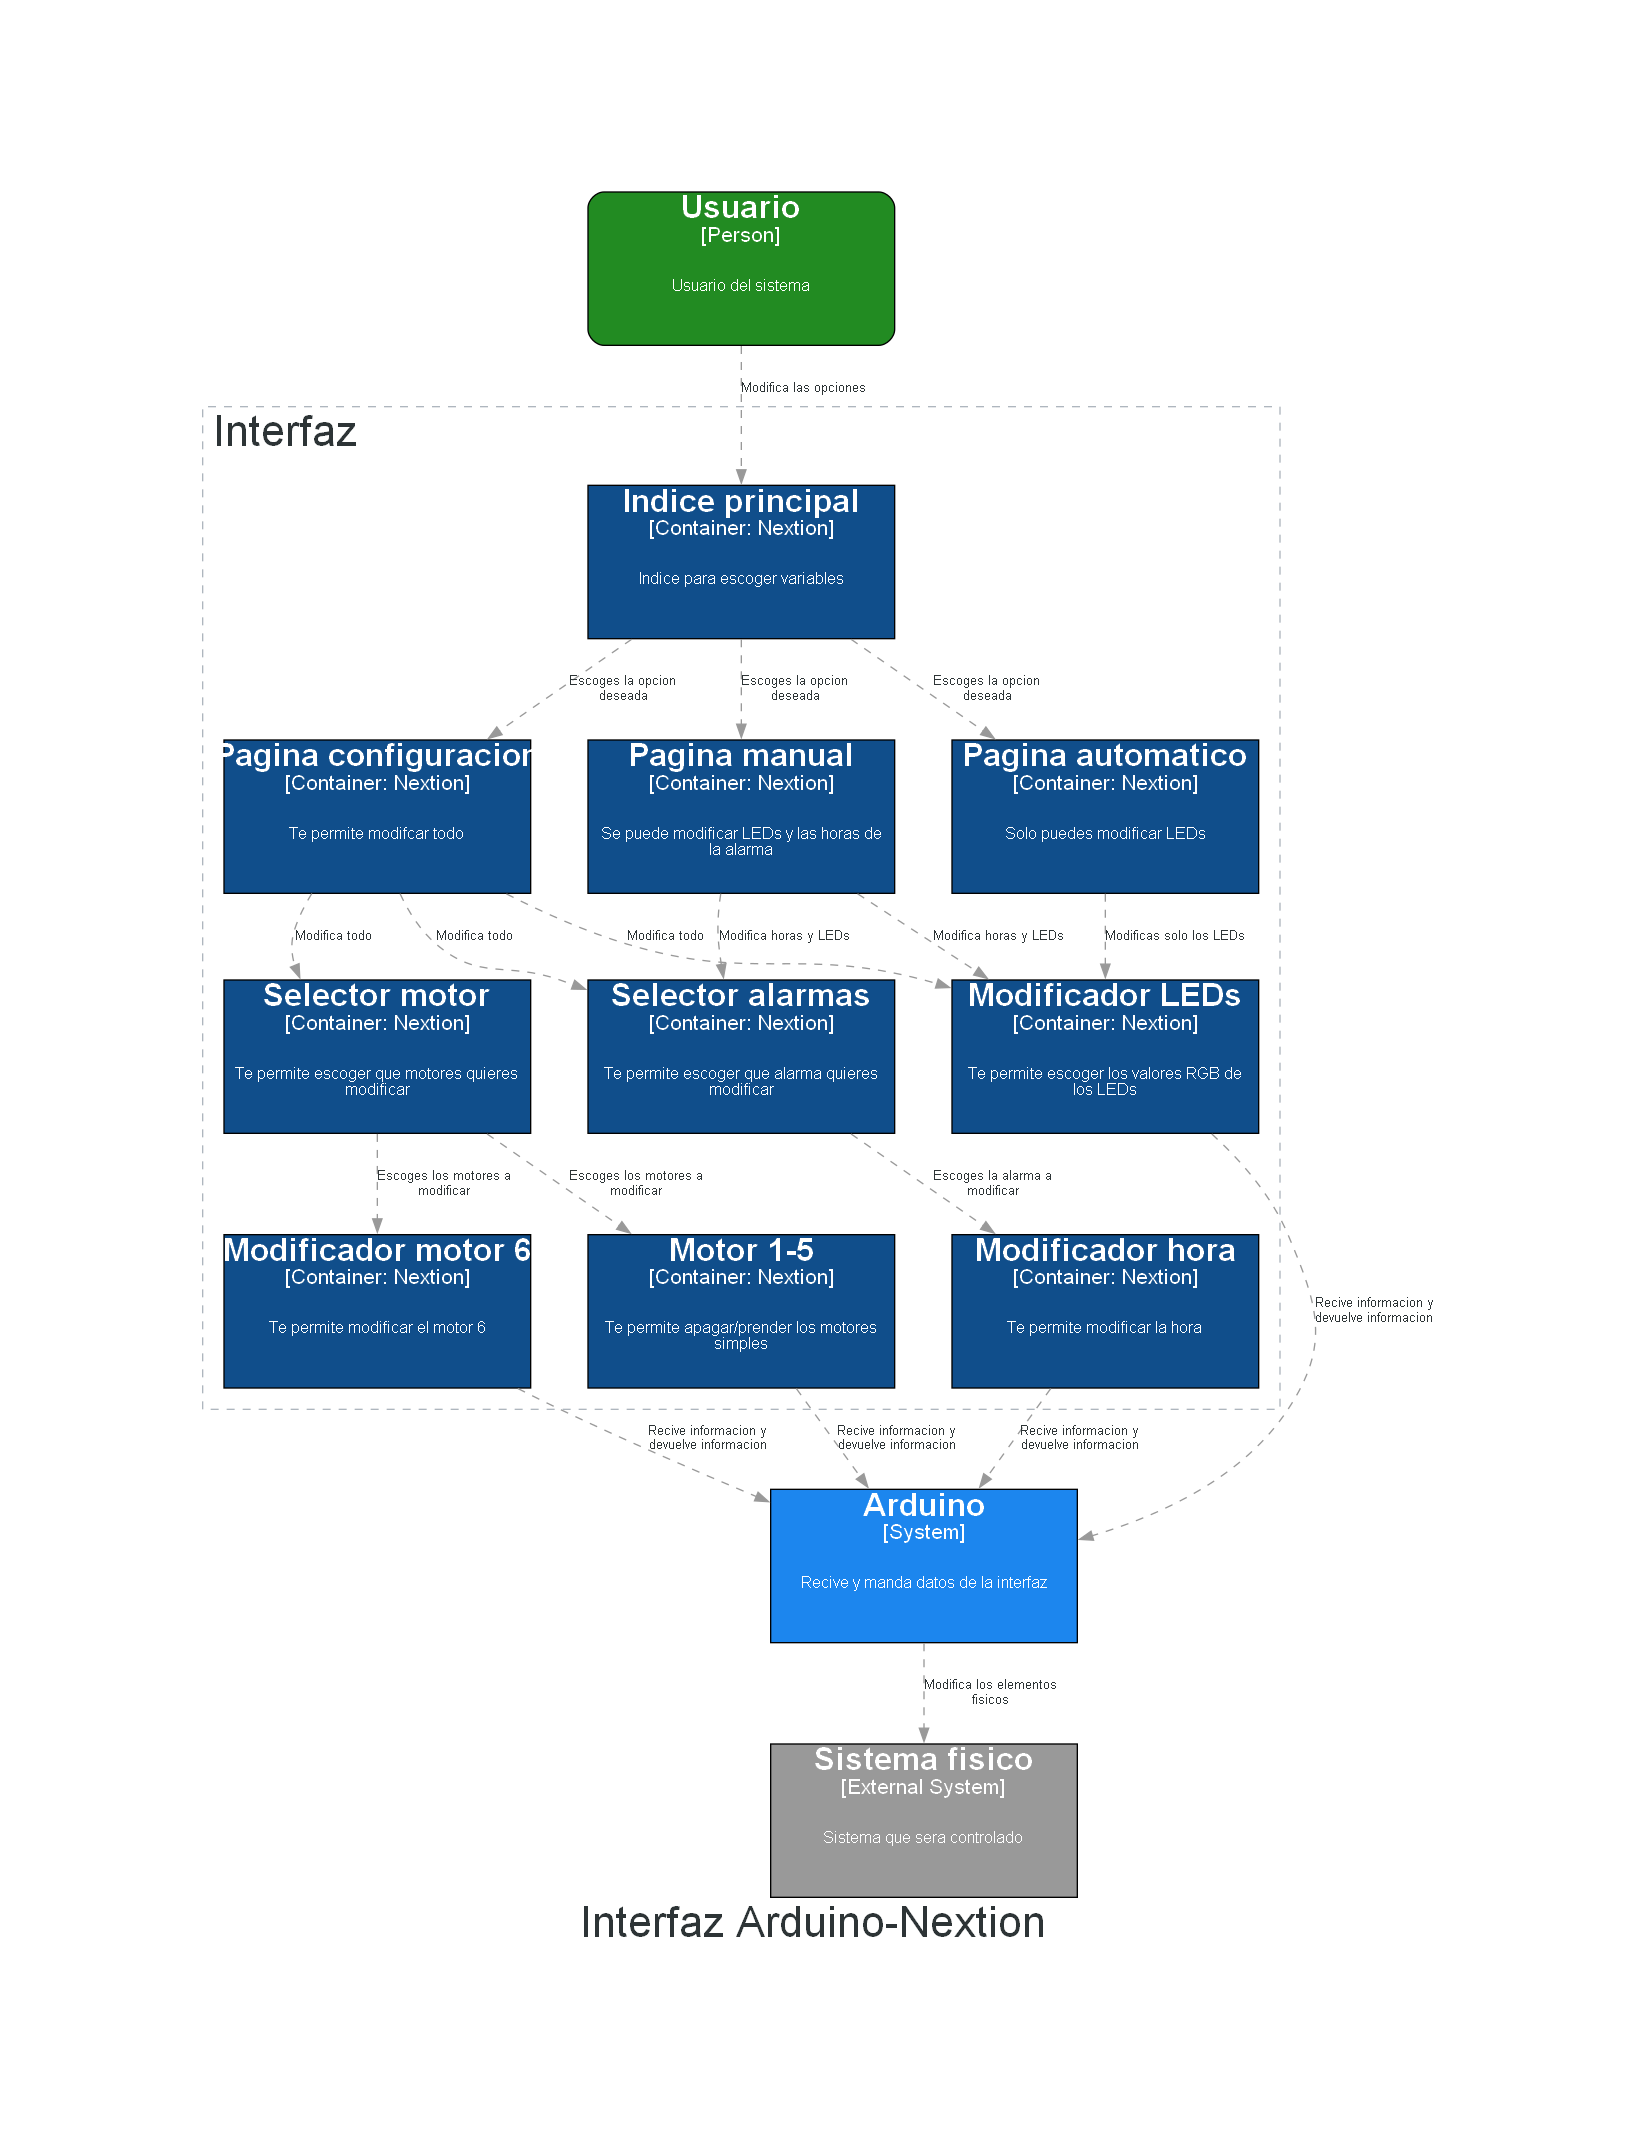 Usuario
[Person]
Usuario del sistema
Modifica las opciones
Interfaz
Indice principal
[Container: Nextion]
Indice para escoger variables
Escoges la opcion
deseada
Escoges la opcion
deseada
Escoges la opcion
deseada
Pagina configuracion
[Container: Nextion]
Te permite modifcar todo
Pagina manual
[Container: Nextion]
Se puede modificar LEDs y las horas de
la alarma
Pagina automatico
[Container: Nextion]
Solo puedes modificar LEDs
Modifica todo
Modifica todo
Modifica todo
Modifica horas y LEDs
Modifica horas y LEDs
Modificas solo los LEDs
Selector motor
[Container: Nextion]
Te permite escoger que motores quieres
modificar
Selector alarmas
[Container: Nextion]
Te permite escoger que alarma quieres
modificar
Modificador LEDs
[Container: Nextion]
Te permite escoger los valores RGB de
los LEDs
Escoges los motores a
modificar
Escoges los motores a
modificar
Escoges la alarma a
modificar
Modificador motor 6
[Container: Nextion]
Te permite modificar el motor 6
Motor 1-5
[Container: Nextion]
Te permite apagar/prender los motores
simples
Modificador hora
[Container: Nextion]
Te permite modificar la hora
Recive informacion y
devuelve informacion
Recive informacion y
devuelve informacion
Recive informacion y
devuelve informacion
Recive informacion y
devuelve informacion
Arduino
[System]
Recive y manda datos de la interfaz
Modifica los elementos
fisicos
Sistema fisico
[External System]
Sistema que sera controlado
Interfaz Arduino-Nextion